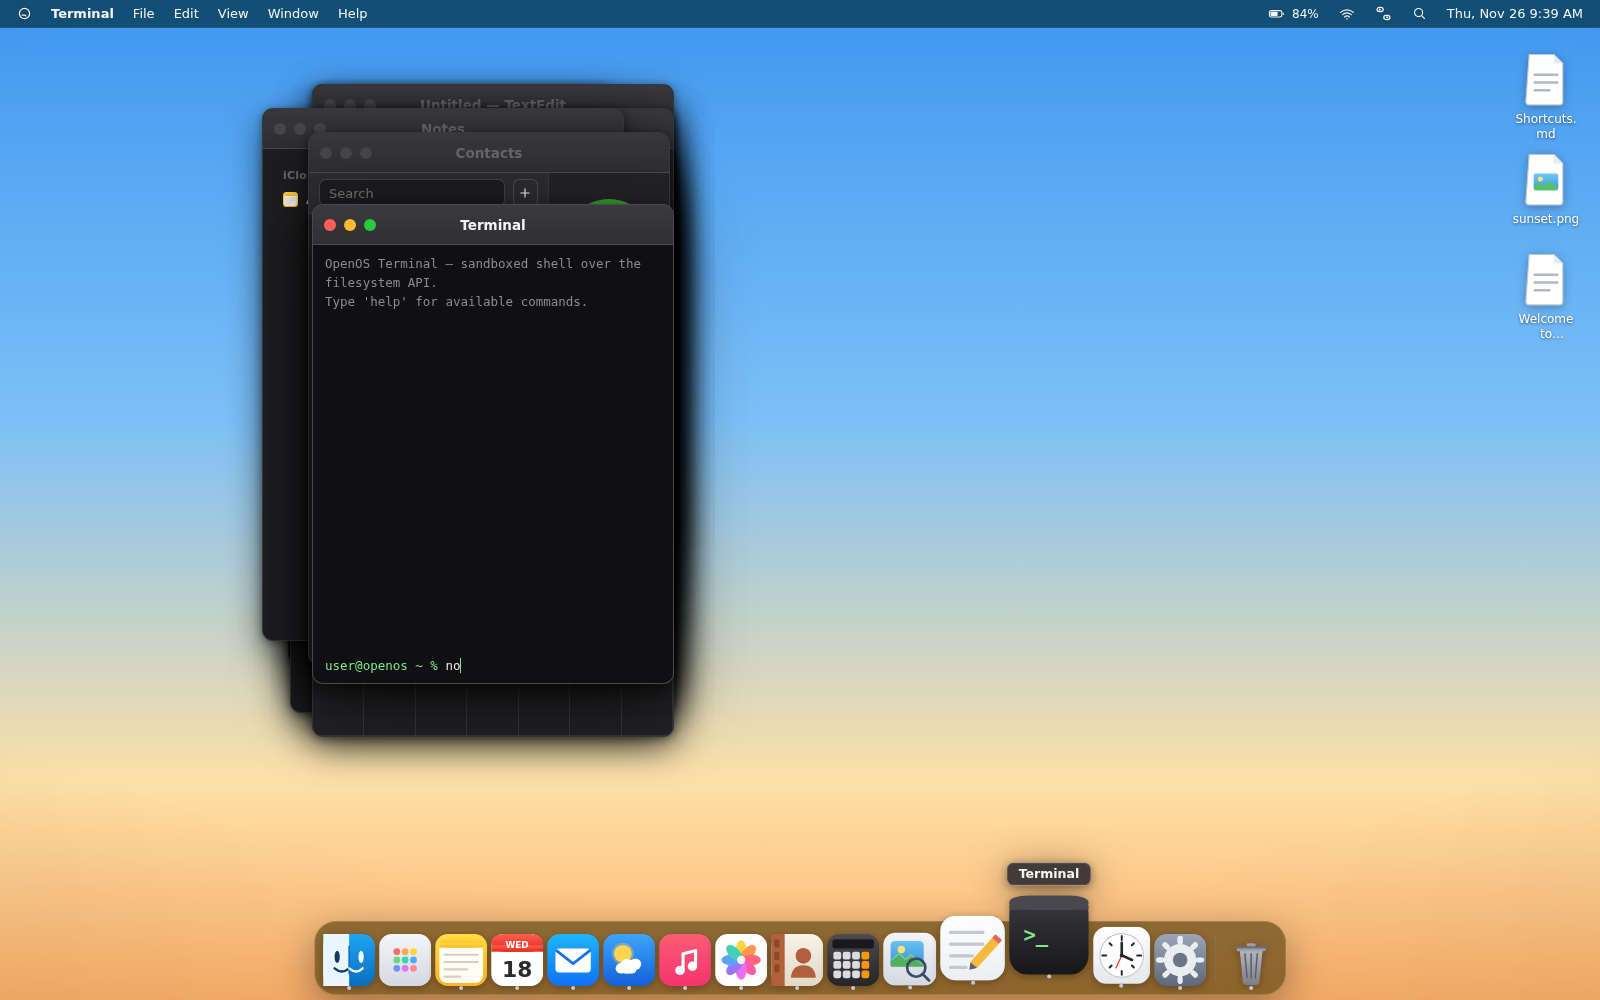 Terminal File Edit View Window Help 84% Thu, Nov 26 9:39 AM
Shortcuts.
md
sunset.png
Welcome
to...
Untitled — TextEdit
Notes
Contacts
Search
Terminal
OpenOS Terminal — sandboxed shell over the
filesystem API.
Type 'help' for available commands.
user@openos ~ % no
Terminal
WED
18
>_